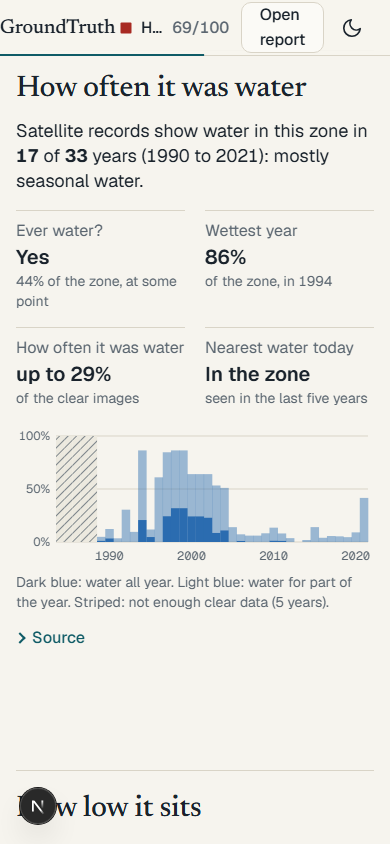 GroundTruth H... 69/100 Open report
How often it was water
Satellite records show water in this zone in
17 of 33 years (1990 to 2021): mostly
seasonal water.
Ever water?
Yes
44% of the zone, at some
point
Wettest year
86%
of the zone, in 1994
How often it was water
up to 29%
of the clear images
Nearest water today
In the zone
seen in the last five years
100%
50%
0%
1990 2000 2010 2020
Dark blue: water all year. Light blue: water for part of
the year. Striped: not enough clear data (5 years).
Source
N
w low it sits